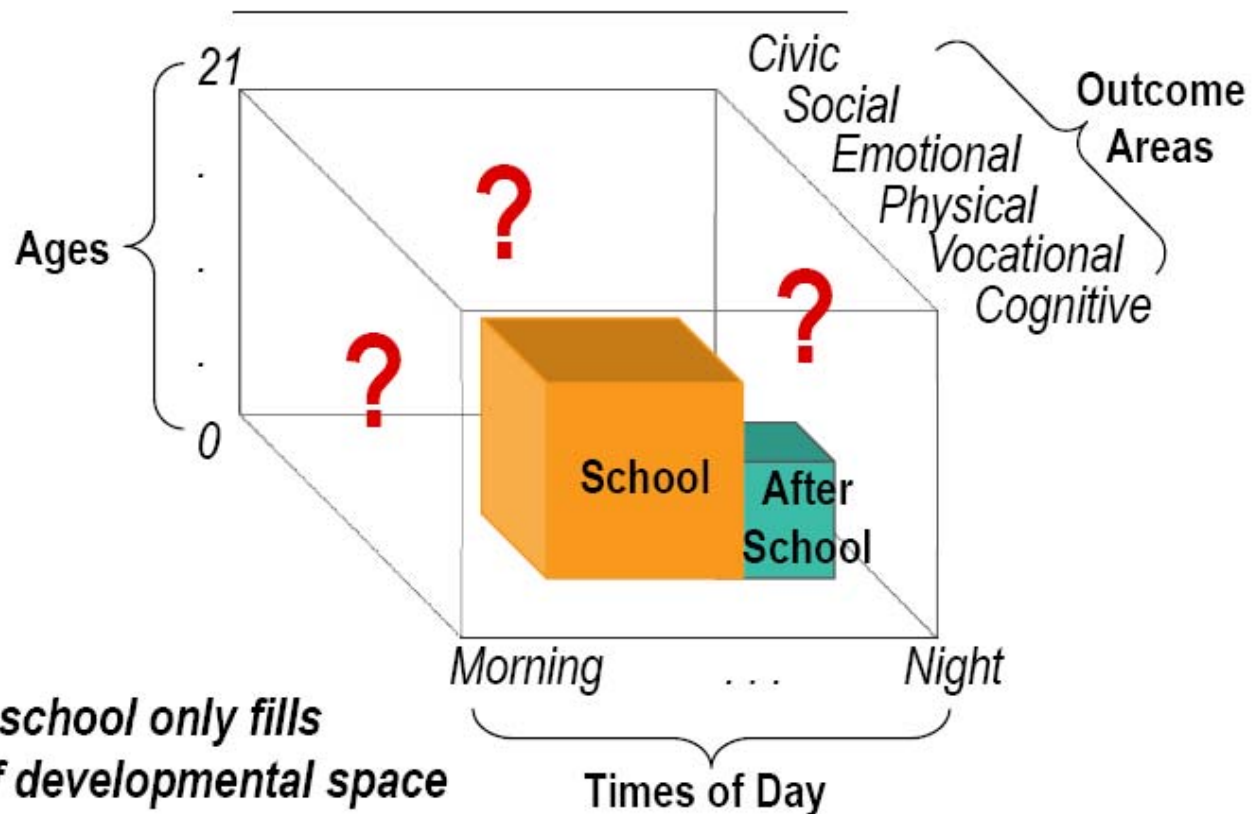 21
.
.
.
0
Ages
Civic
Social
Emotional
Physical
Vocational
Cognitive
Outcome
Areas
?
?
?
School
After
School
Morning . . . Night
Times of Day
school only fills
developmental space